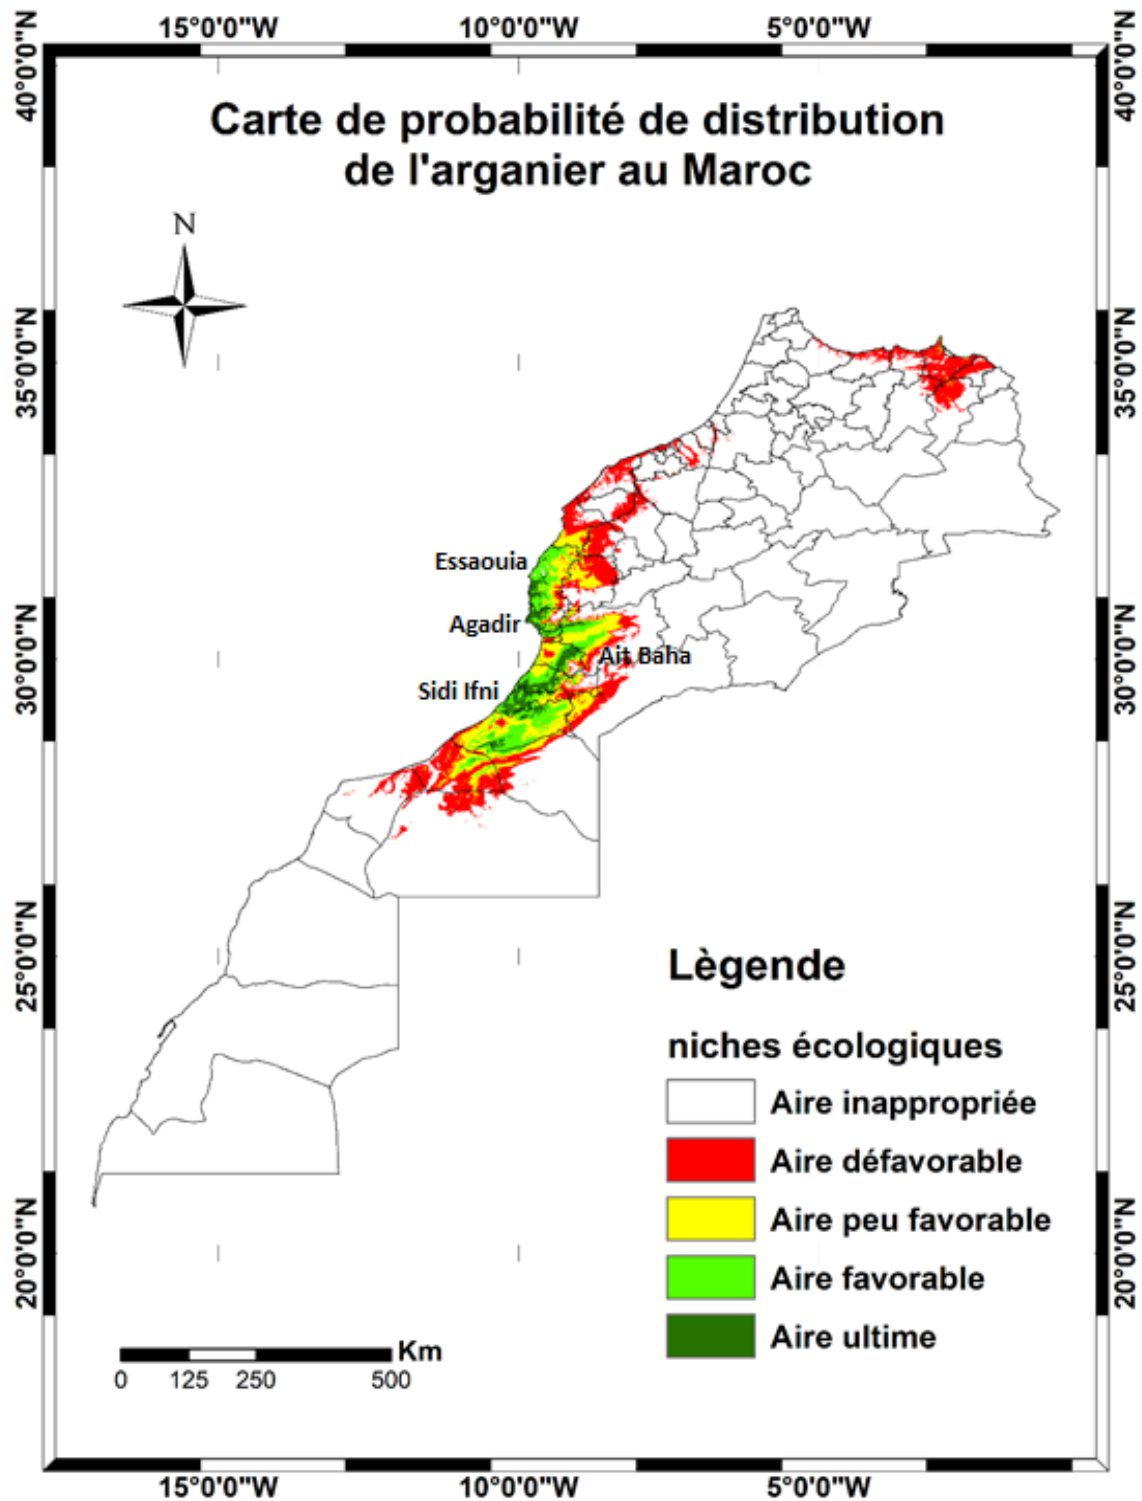 15°0'0"W 10°0'0"W 5°0'0"W
40°0'0"N 40°0'0"N
Carte de probabilité de distribution
de l'arganier au Maroc
N
35°0'0"N 35°0'0"N
Essaouia
Agadir
Ait Baha
30°0'0"N 30°0'0"N
Sidi Ifni
25°0'0"N 25°0'0"N
Lègende
niches écologiques
Aire inappropriée
Aire défavorable
Aire peu favorable
20°0'0"N 20°0'0"N
Aire favorable
Aire ultime
Km
0 125 250 500
15°0'0"W 10°0'0"W 5°0'0"W